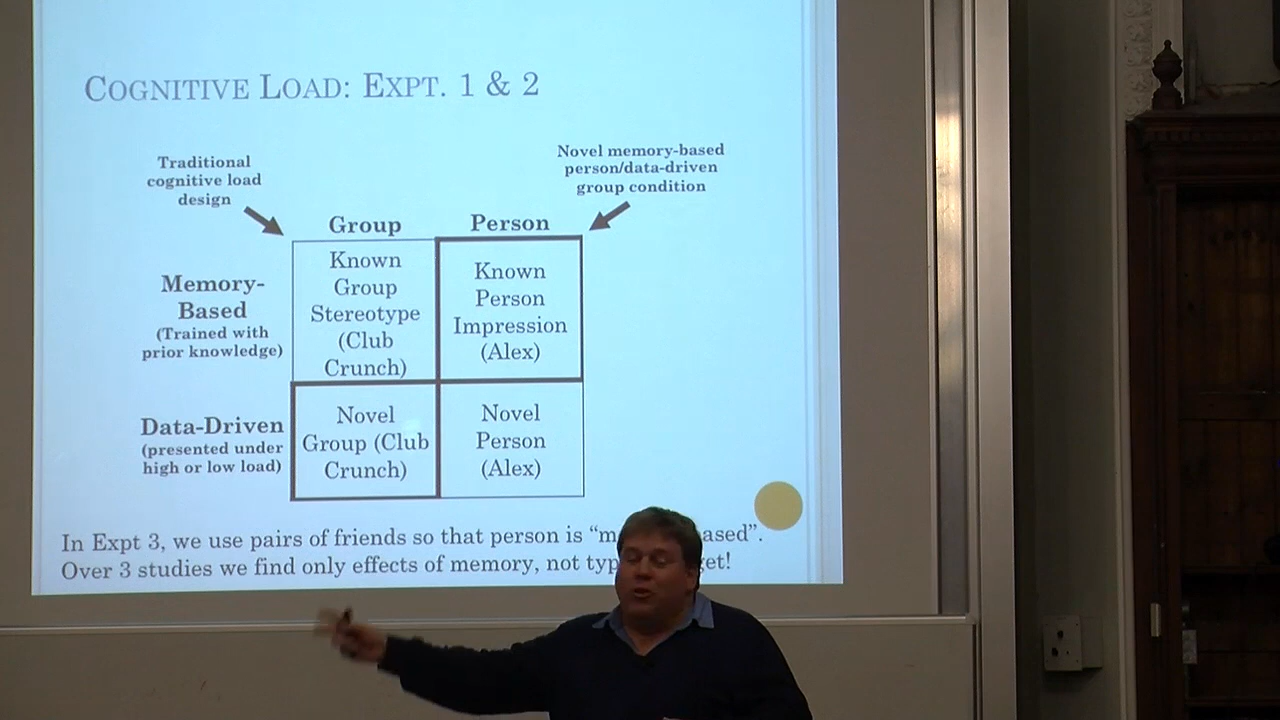 COGNITIVE LOAD: EXPT. 1 & 2
Traditional
cognitive load
design
Novel memory-based
person/data-driven
group condition
Group
Person
Memory-
Based
(Trained with
prior knowledge)
Known
Group
Stereotype
(Club
Crunch)
Known
Person
Impression
(Alex)
Data-Driven
(presented under
high or low load)
Novel
Group (Club
Crunch)
Novel
Person
(Alex)
In Expt 3, we use pairs of friends so that person is
Over 3 studies we find only effects of memory, not